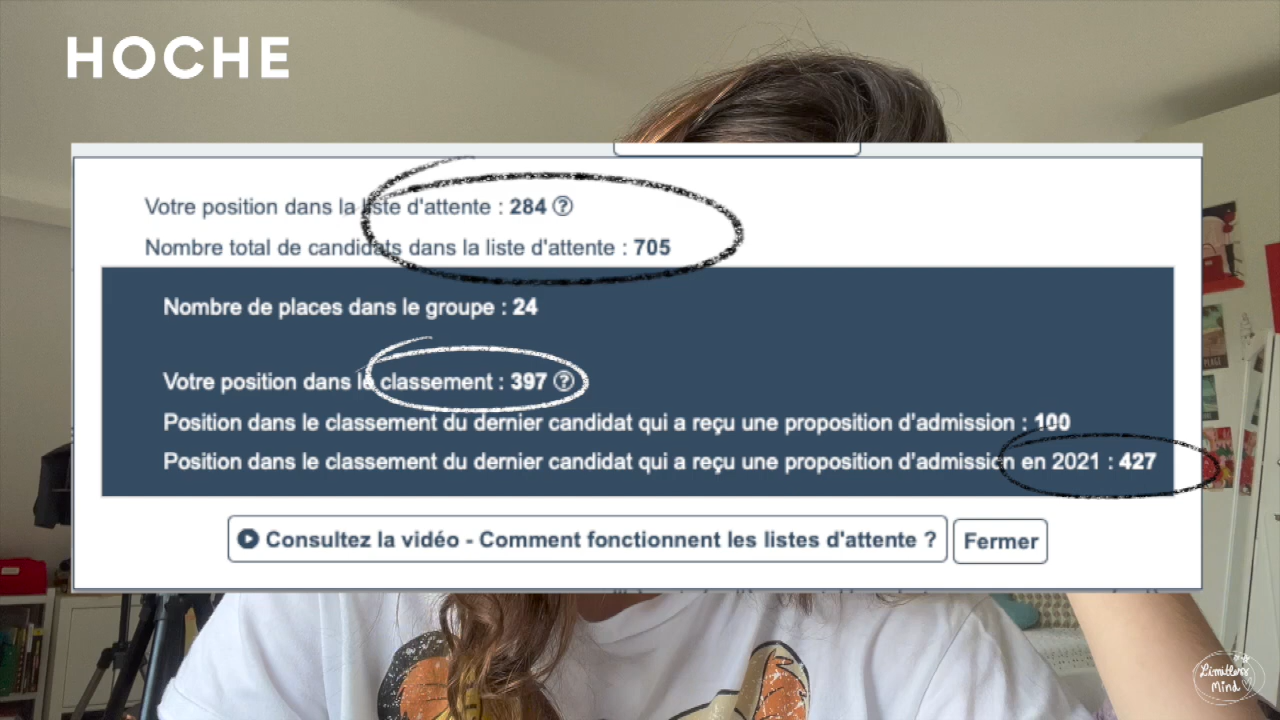 HOCHE
Votre position dans la liste d'attente : 284 ?
Nombre total de candidats dans la liste d'attente : 705
Nombre de places dans le groupe : 24
Votre position dans le classement : 397 ?
Position dans le classement du dernier candidat qui a reçu une proposition d'admission : 100
Position dans le classement du dernier candidat qui a reçu une proposition d'admission en 2021 : 427
Consultez la vidéo - Comment fonctionnent les listes d'attente ?
Fermer
Limitless
Mind